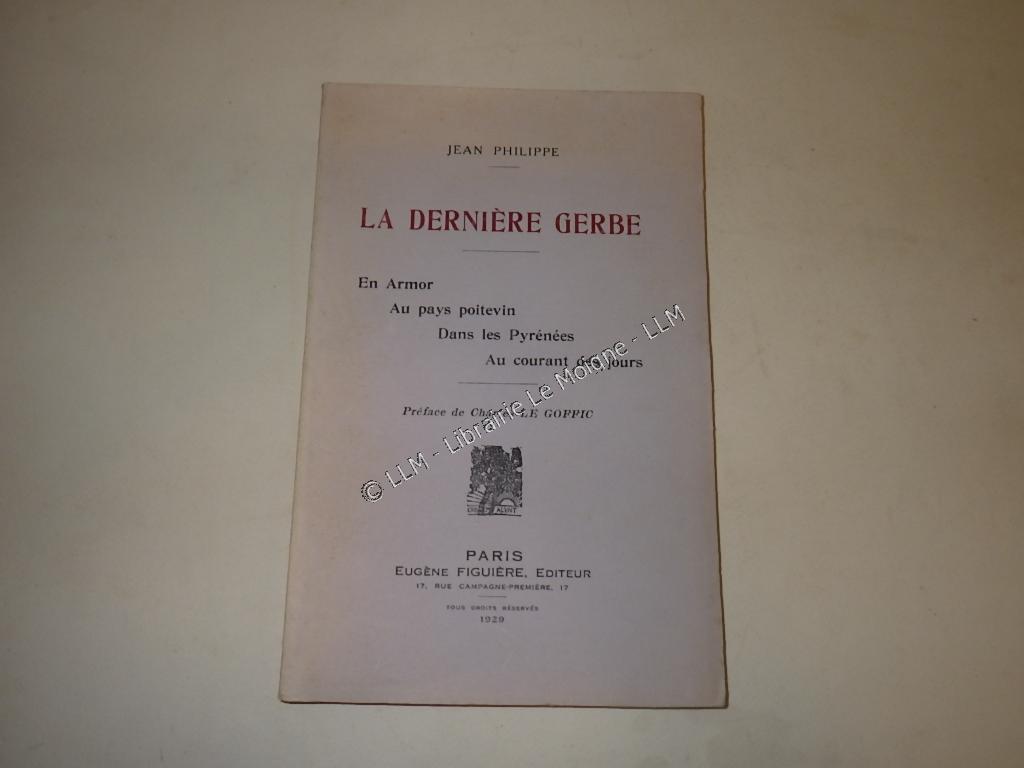 JEAN PHILIPPE
LA DERNIÈRE GERBE
En Armor
Au pays poitevin
Dans les Pyrénées
Au courant des jours
Préface de Charles LE GOFFIC
PARIS
EUGÈNE FIGUIÈRE, EDITEUR
17, RUE CAMPAGNE-PREMIÈRE, 17
TOUS DROITS RÉSERVÉS
1929
© LLM - Librairie Le Moigne - LLM